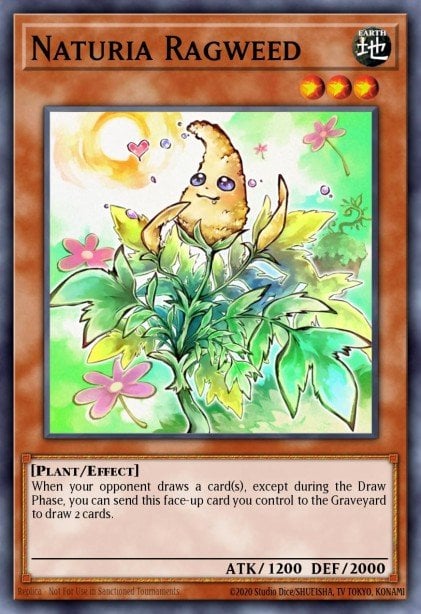 Naturia Ragweed
EARTH
地
[Plant/Effect]
When your opponent draws a card(s), except during the Draw
Phase, you can send this face-up card you control to the Graveyard
to draw 2 cards.
ATK/1200 DEF/2000
Replica - Not For Use in Sanctioned Tournaments.
©2020 Studio Dice/SHUEISHA, TV TOKYO, KONAMI